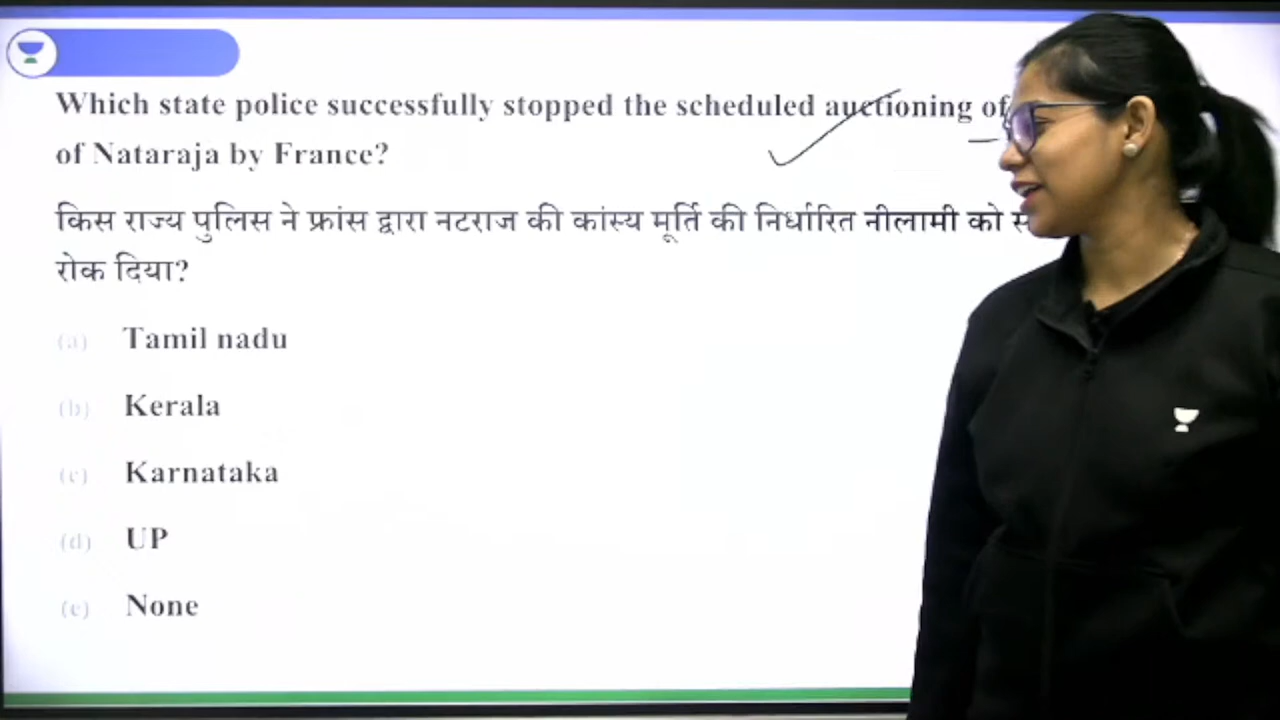 Which state police successfully stopped the scheduled auctioning of
of Nataraja by France?
किस राज्य पुलिस ने फ्रांस द्वारा नटराज की कांस्य मूर्ति की निर्धारित नीलामी को
रोक दिया?
(a) Tamil nadu
(b) Kerala
(c) Karnataka
(d) UP
(e) None